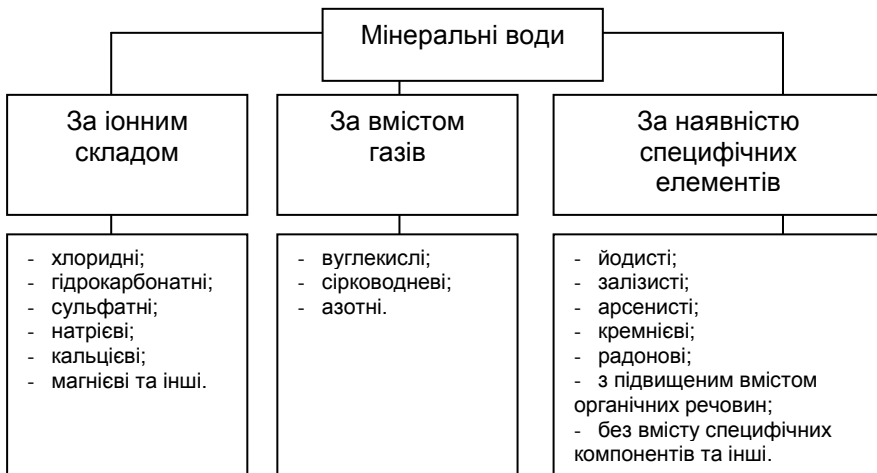 Мінеральні води
За іонним
складом
За вмістом
газів
За наявністю
специфічних
елементів
- хлоридні;
- гідрокарбонатні;
- сульфатні;
- натрієві;
- кальцієві;
- магнієві та інші.
- вуглекислі;
- сірководневі;
- азотні.
- йодисті;
- залізисті;
- арсенисті;
- кремнієві;
- радонові;
- з підвищеним вмістом
органічних речовин;
- без вмісту специфічних
компонентів та інші.